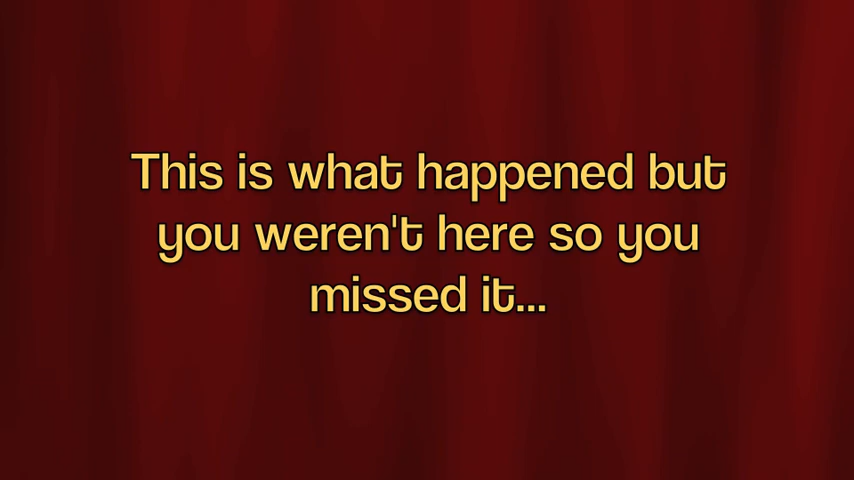 This is what happened but
you weren't here so you
missed it...